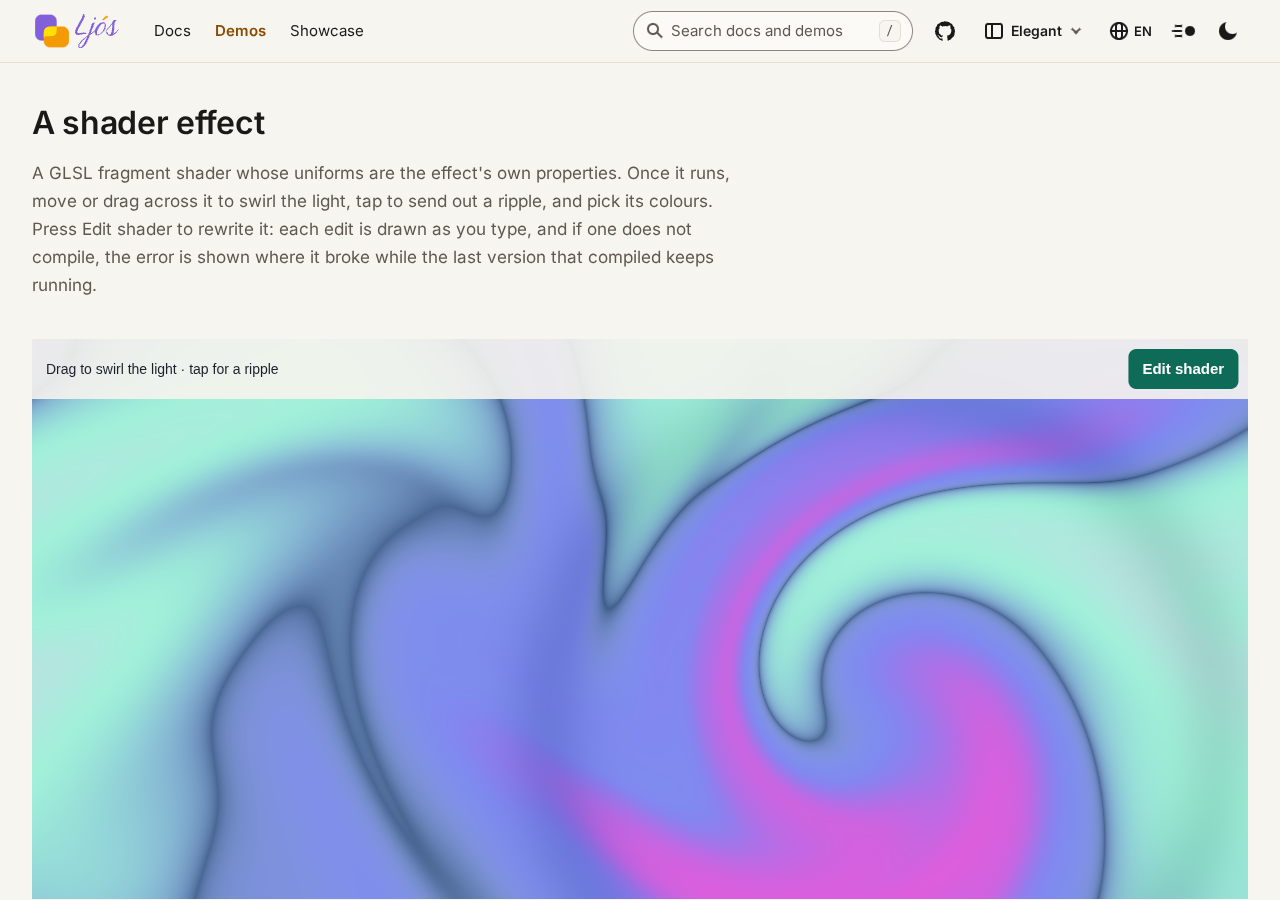 Ljós
Docs
Demos
Showcase
Search docs and demos
/
Elegant
EN
A shader effect
A GLSL fragment shader whose uniforms are the effect's own properties. Once it runs,
move or drag across it to swirl the light, tap to send out a ripple, and pick its colours.
Press Edit shader to rewrite it: each edit is drawn as you type, and if one does not
compile, the error is shown where it broke while the last version that compiled keeps
running.
Drag to swirl the light · tap for a ripple
Edit shader